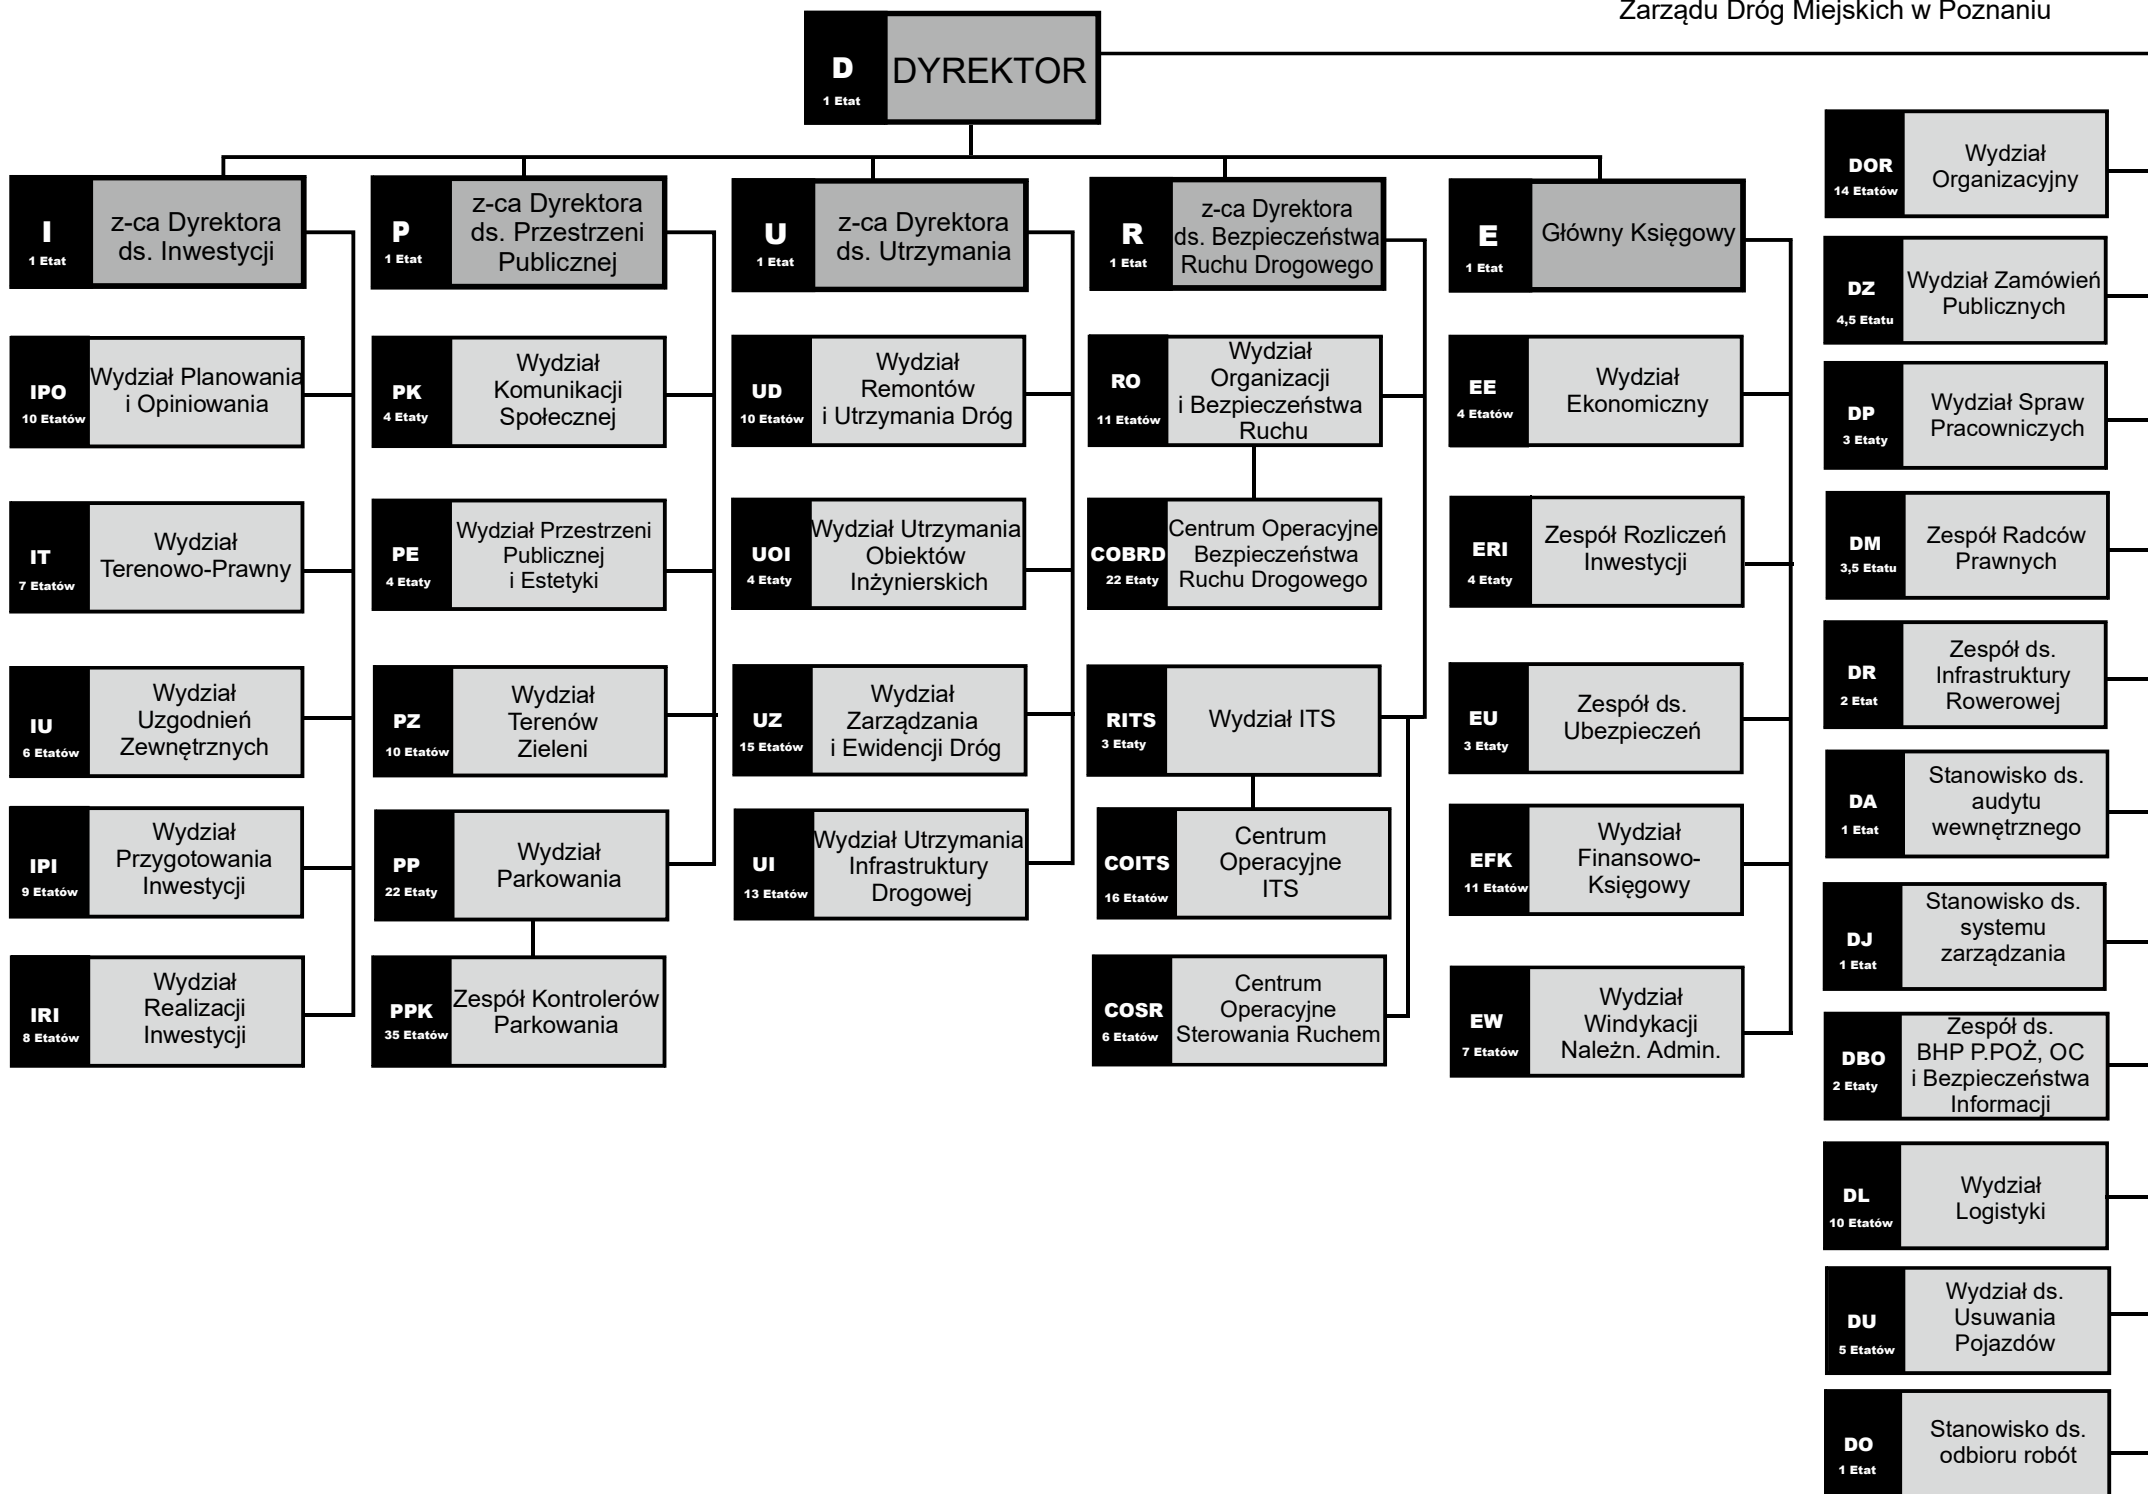 Zarządu Dróg Miejskich w Poznaniu
D
1 Etat
DYREKTOR
I
1 Etat
z-ca Dyrektora
ds. Inwestycji
IPO
10 Etatów
Wydział Planowania
i Opiniowania
IT
7 Etatów
Wydział
Terenowo-Prawny
IU
6 Etatów
Wydział
Uzgodnień
Zewnętrznych
IPI
9 Etatów
Wydział
Przygotowania
Inwestycji
IRI
8 Etatów
Wydział
Realizacji
Inwestycji
P
1 Etat
z-ca Dyrektora
ds. Przestrzeni
Publicznej
PK
4 Etaty
Wydział
Komunikacji
Społecznej
PE
4 Etaty
Wydział Przestrzeni
Publicznej
i Estetyki
PZ
10 Etatów
Wydział
Terenów
Zieleni
PP
22 Etaty
Wydział
Parkowania
PPK
35 Etatów
Zespół Kontrolerów
Parkowania
U
1 Etat
z-ca Dyrektora
ds. Utrzymania
UD
10 Etatów
Wydział
Remontów
i Utrzymania Dróg
UOI
4 Etaty
Wydział Utrzymania
Obiektów
Inżynierskich
UZ
15 Etatów
Wydział
Zarządzania
i Ewidencji Dróg
UI
13 Etatów
Wydział Utrzymania
Infrastruktury
Drogowej
R
1 Etat
z-ca Dyrektora
ds. Bezpieczeństwa
Ruchu Drogowego
RO
11 Etatów
Wydział
Organizacji
i Bezpieczeństwa
Ruchu
COBRD
22 Etaty
Centrum Operacyjne
Bezpieczeństwa
Ruchu Drogowego
RITS
3 Etaty
Wydział ITS
COITS
16 Etatów
Centrum
Operacyjne
ITS
COSR
6 Etatów
Centrum
Operacyjne
Sterowania Ruchem
E
1 Etat
Główny Księgowy
EE
4 Etatów
Wydział
Ekonomiczny
ERI
4 Etaty
Zespół Rozliczeń
Inwestycji
EU
3 Etaty
Zespół ds.
Ubezpieczeń
EFK
11 Etatów
Wydział
Finansowo-
Księgowy
EW
7 Etatów
Wydział
Windykacji
Należn. Admin.
DOR
14 Etatów
Wydział
Organizacyjny
DZ
4,5 Etatu
Wydział Zamówień
Publicznych
DP
3 Etaty
Wydział Spraw
Pracowniczych
DM
3,5 Etatu
Zespół Radców
Prawnych
DR
2 Etat
Zespół ds.
Infrastruktury
Rowerowej
DA
1 Etat
Stanowisko ds.
audytu
wewnętrznego
DJ
1 Etat
Stanowisko ds.
systemu
zarządzania
DBO
2 Etaty
Zespół ds.
BHP P.POŻ, OC
i Bezpieczeństwa
Informacji
DL
10 Etatów
Wydział
Logistyki
DU
5 Etatów
Wydział ds.
Usuwania
Pojazdów
DO
1 Etat
Stanowisko ds.
odbioru robót